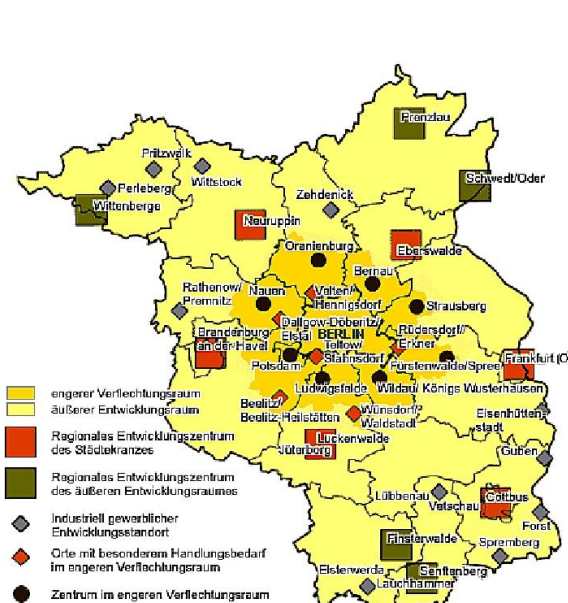 Prenzlau
Pritzwalk
Wittstock
Perleberg
Wittenberge
Schwedt/Oder
Zehdenick
Neuruppin
Eberswalde
Oranienburg
Bernau
Rathenow/
Premnitz
Nauen
Velten/
Hennigsdorf
Strausberg
Dallgow-Döberitz/
Elstal
BERLIN
Rüdersdorf/
Erkner
Brandenburg
an der Havel
Teltow/
Stahnsdorf
Potsdam
Fürstenwalde/Spree
Frankfurt (O
Ludwigsfelde
Wildau/ Königs Wusterhausen
Beelitz/
Beelitz-Heilstätten
Wünsdorf/
Waldstadt
Eisenhütten
stadt
Luckenwalde
Jüterborg
Guben
Lübbenau
Vetschau
Cottbus
Forst
Finsterwalde
Spremberg
Elsterwerda
Senftenberg
Lauchhammer
engerer Verflechtungsraum
äußerer Entwicklungsraum
Regionales Entwicklungszentrum
des Städtekranzes
Regionales Entwicklungszentrum
des äußeren Entwicklungsraumes
Industriell gewerblicher
Entwicklungsstandort
Orte mit besonderem Handlungsbedarf
im engeren Verflechtungsraum
Zentrum im engeren Verflechtungsraum